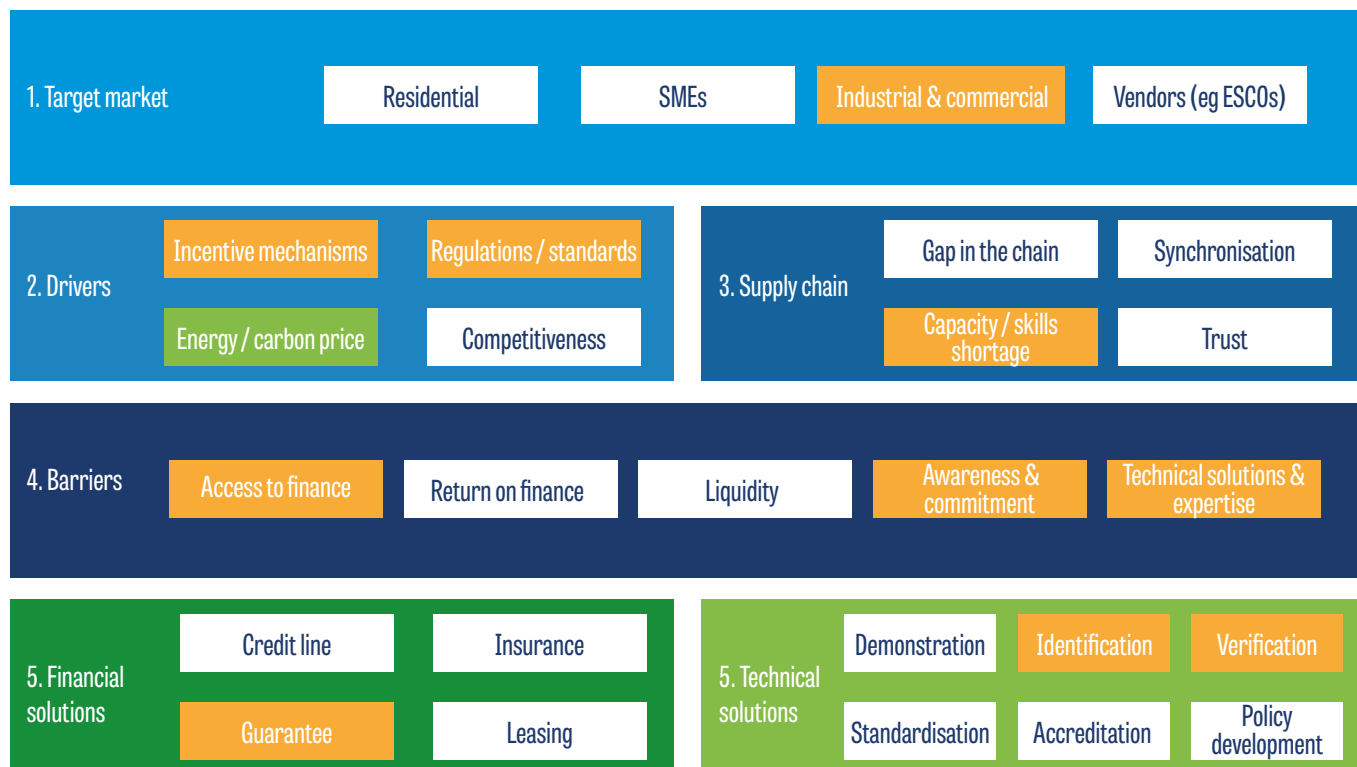 1. Target market
Residential
SMEs
Industrial & commercial
Vendors (eg ESCOs)
2. Drivers
Incentive mechanisms
Regulations / standards
Energy / carbon price
Competitiveness
3. Supply chain
Gap in the chain
Synchronisation
Capacity / skills
shortage
Trust
4. Barriers
Access to finance
Return on finance
Liquidity
Awareness &
commitment
Technical solutions &
expertise
5. Financial
solutions
Credit line
Insurance
Guarantee
Leasing
5. Technical
solutions
Demonstration
Identification
Verification
Standardisation
Accreditation
Policy
development